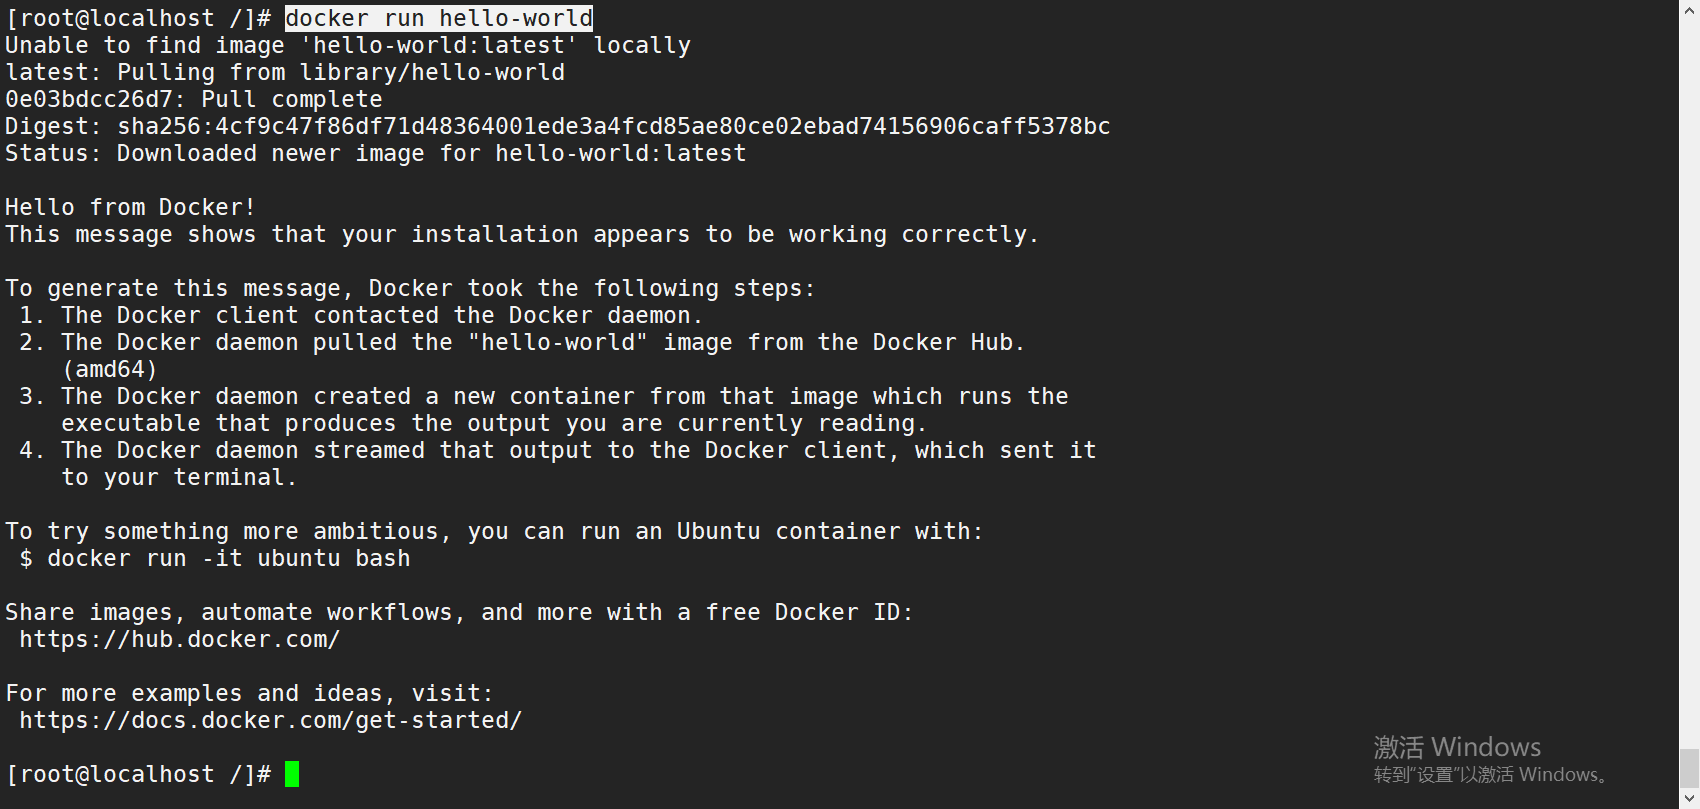 [root@localhost /]# docker run hello-world
Unable to find image 'hello-world:latest' locally
latest: Pulling from library/hello-world
0e03bdcc26d7: Pull complete
Digest: sha256:4cf9c47f86df71d48364001ede3a4fcd85ae80ce02ebad74156906caff5378bc
Status: Downloaded newer image for hello-world:latest

Hello from Docker!
This message shows that your installation appears to be working correctly.

To generate this message, Docker took the following steps:
 1. The Docker client contacted the Docker daemon.
 2. The Docker daemon pulled the "hello-world" image from the Docker Hub.
    (amd64)
 3. The Docker daemon created a new container from that image which runs the
    executable that produces the output you are currently reading.
 4. The Docker daemon streamed that output to the Docker client, which sent it
    to your terminal.

To try something more ambitious, you can run an Ubuntu container with:
 $ docker run -it ubuntu bash

Share images, automate workflows, and more with a free Docker ID:
 https://hub.docker.com/

For more examples and ideas, visit:
 https://docs.docker.com/get-started/

[root@localhost /]#
激活 Windows
转到"设置"以激活 Windows。